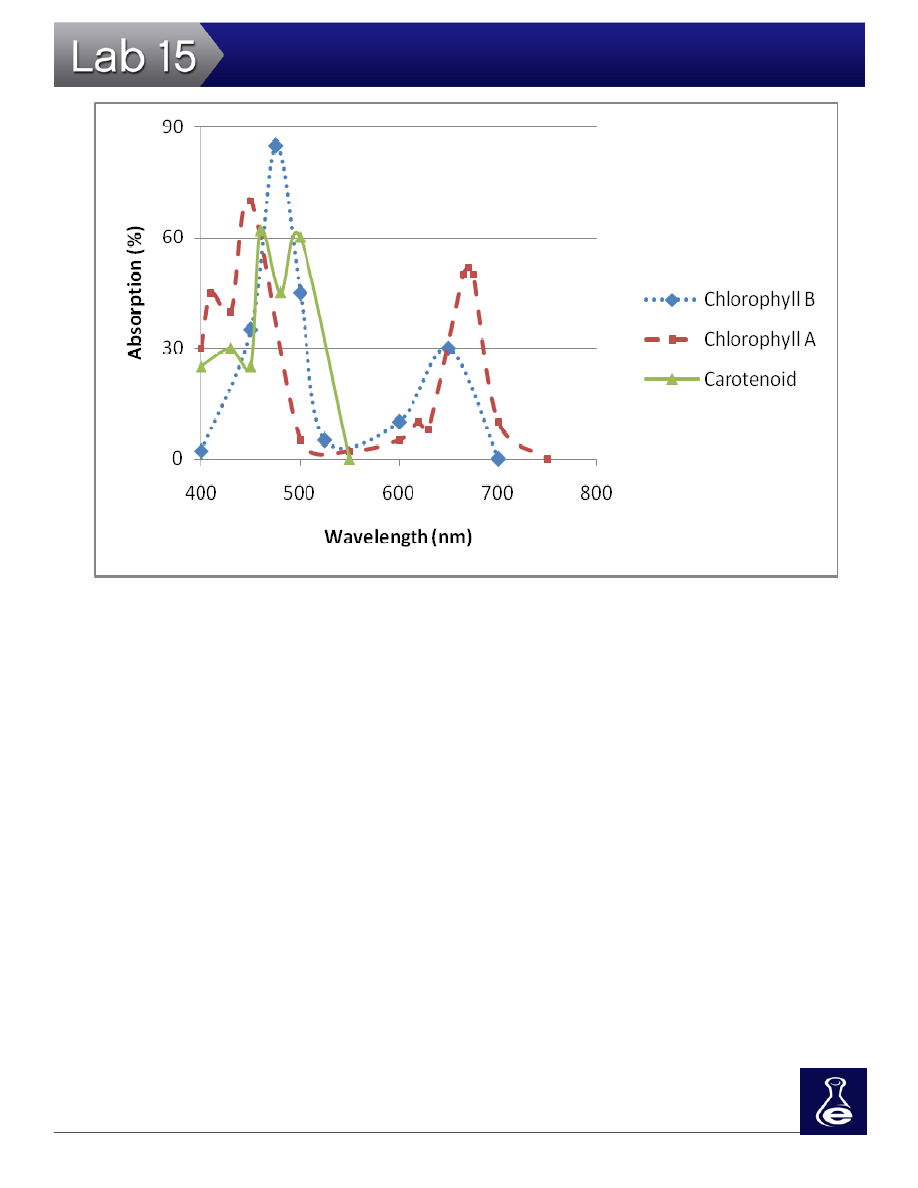 Lab 15
90
60
30
0
Absorption (%)
400 500 600 700 800
Wavelength (nm)
Chlorophyll B
Chlorophyll A
Carotenoid
e